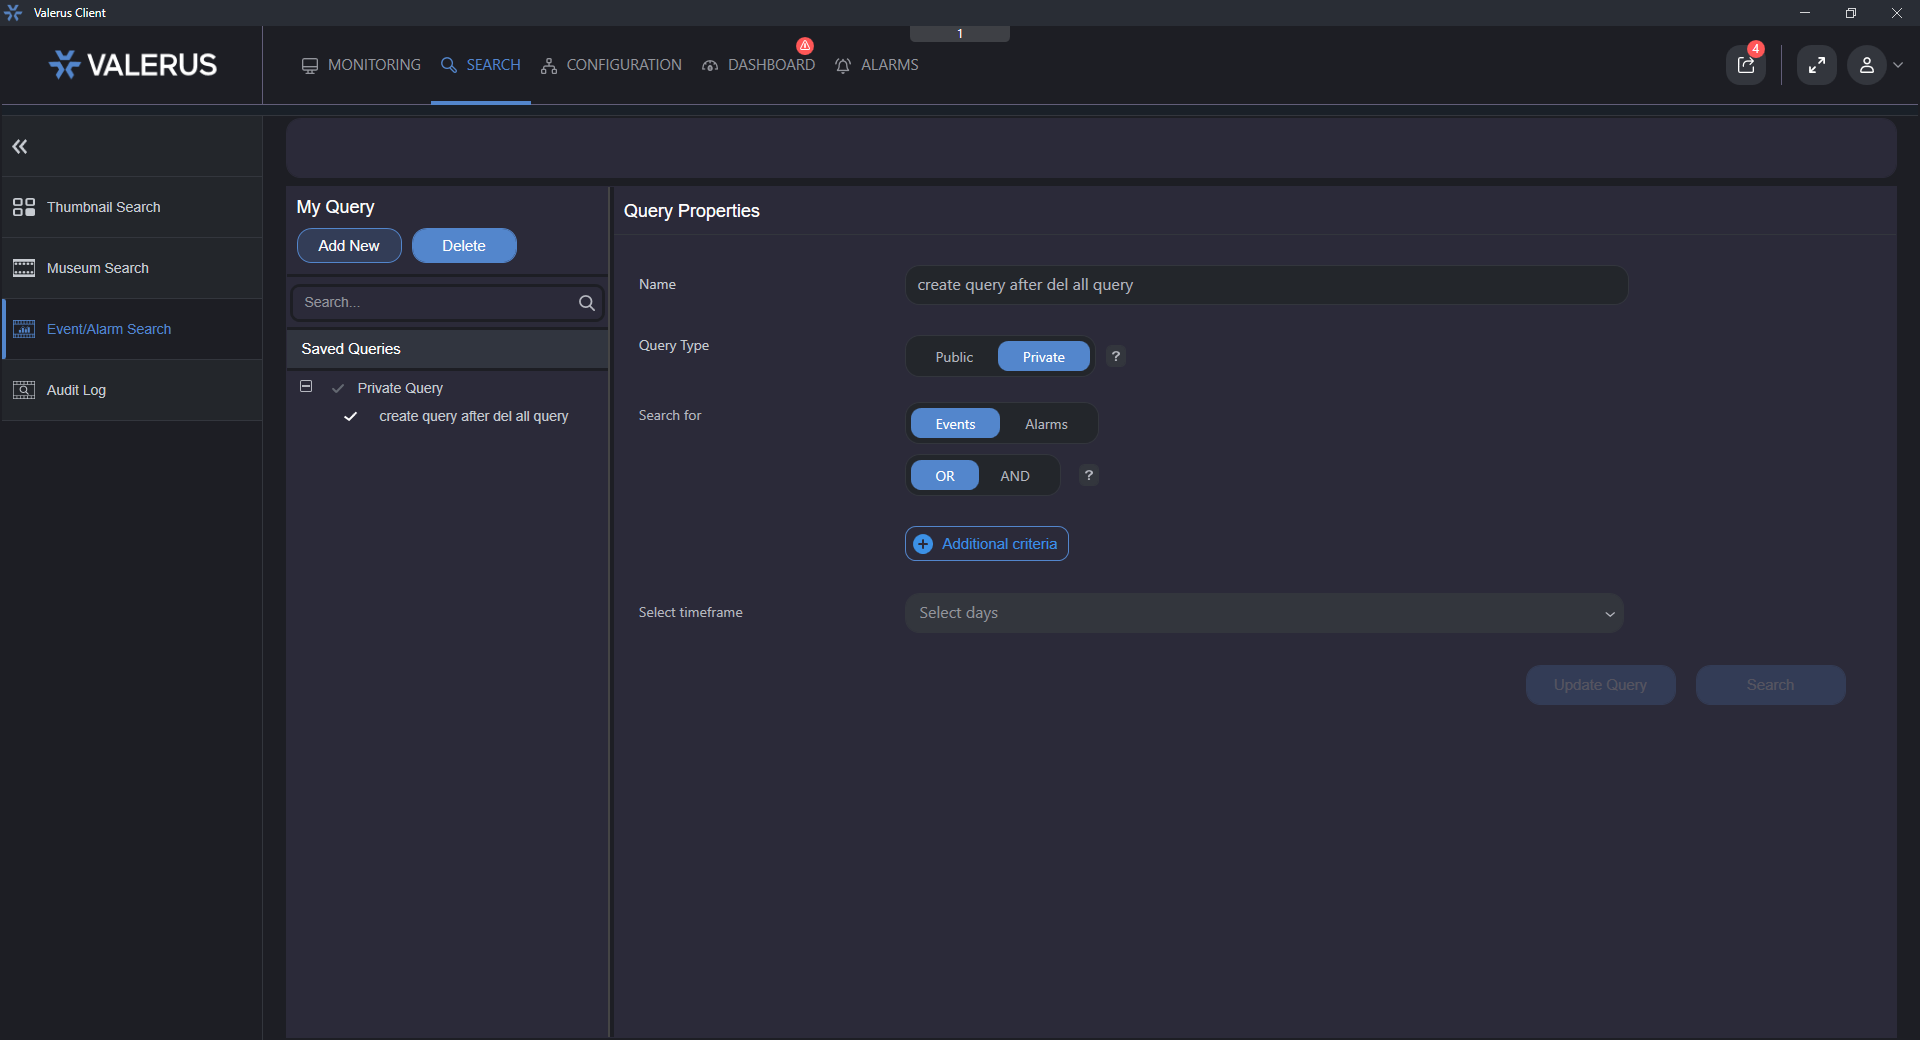 Valerus Client
1
VALERUS
MONITORING
SEARCH
CONFIGURATION
DASHBOARD
ALARMS
4
Thumbnail Search
Museum Search
Event/Alarm Search
Audit Log
My Query
Add New
Delete
Search...
Saved Queries
Private Query
create query after del all query
Query Properties
Name
create query after del all query
Query Type
Public
Private
?
Search for
Events
Alarms
OR
AND
?
Additional criteria
Select timeframe
Select days
Update Query
Search